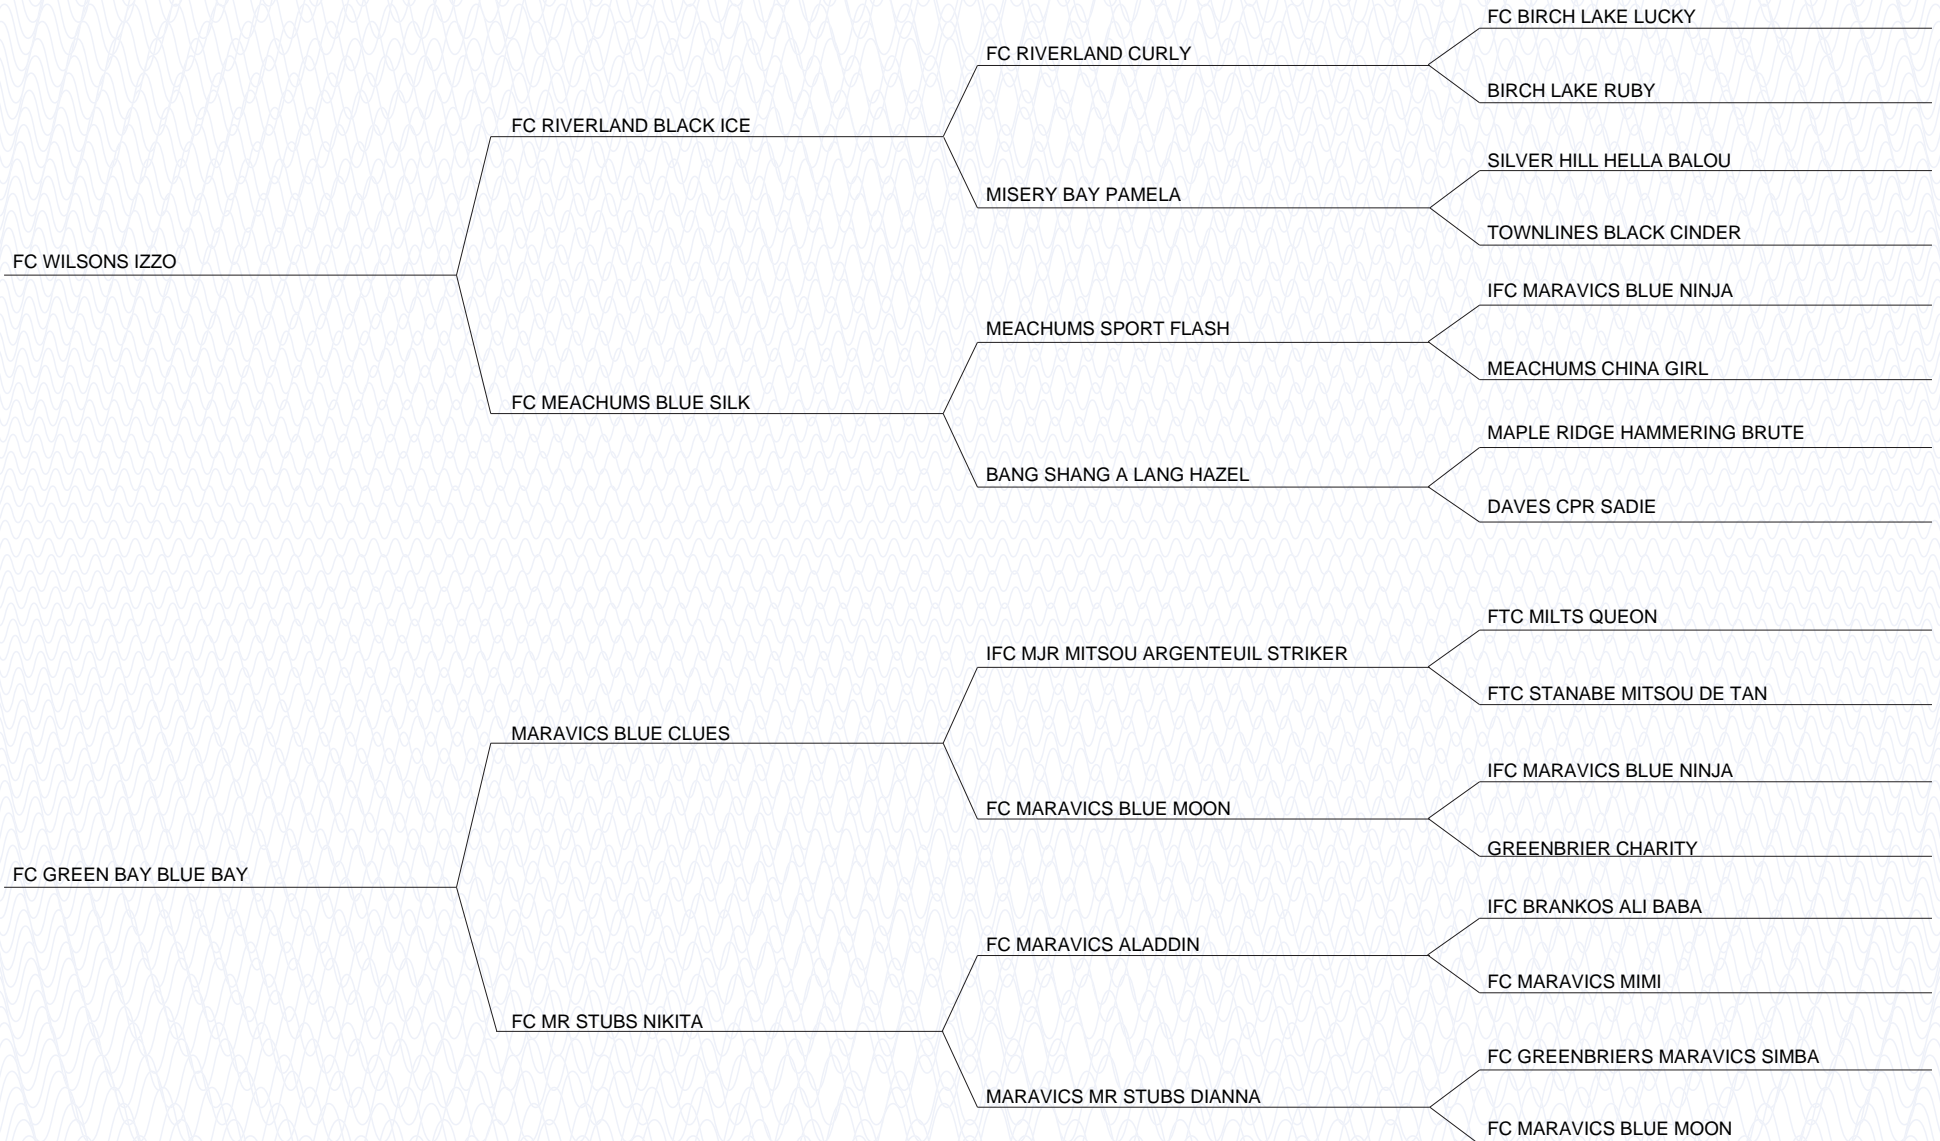 FC BIRCH LAKE LUCKY
FC RIVERLAND CURLY
BIRCH LAKE RUBY
FC RIVERLAND BLACK ICE
SILVER HILL HELLA BALOU
MISERY BAY PAMELA
TOWNLINES BLACK CINDER
FC WILSONS IZZO
IFC MARAVICS BLUE NINJA
MEACHUMS SPORT FLASH
MEACHUMS CHINA GIRL
FC MEACHUMS BLUE SILK
MAPLE RIDGE HAMMERING BRUTE
BANG SHANG A LANG HAZEL
DAVES CPR SADIE
FTC MILTS QUEON
IFC MJR MITSOU ARGENTEUIL STRIKER
FTC STANABE MITSOU DE TAN
MARAVICS BLUE CLUES
IFC MARAVICS BLUE NINJA
FC MARAVICS BLUE MOON
GREENBRIER CHARITY
FC GREEN BAY BLUE BAY
IFC BRANKOS ALI BABA
FC MARAVICS ALADDIN
FC MARAVICS MIMI
FC MR STUBS NIKITA
FC GREENBRIERS MARAVICS SIMBA
MARAVICS MR STUBS DIANNA
FC MARAVICS BLUE MOON